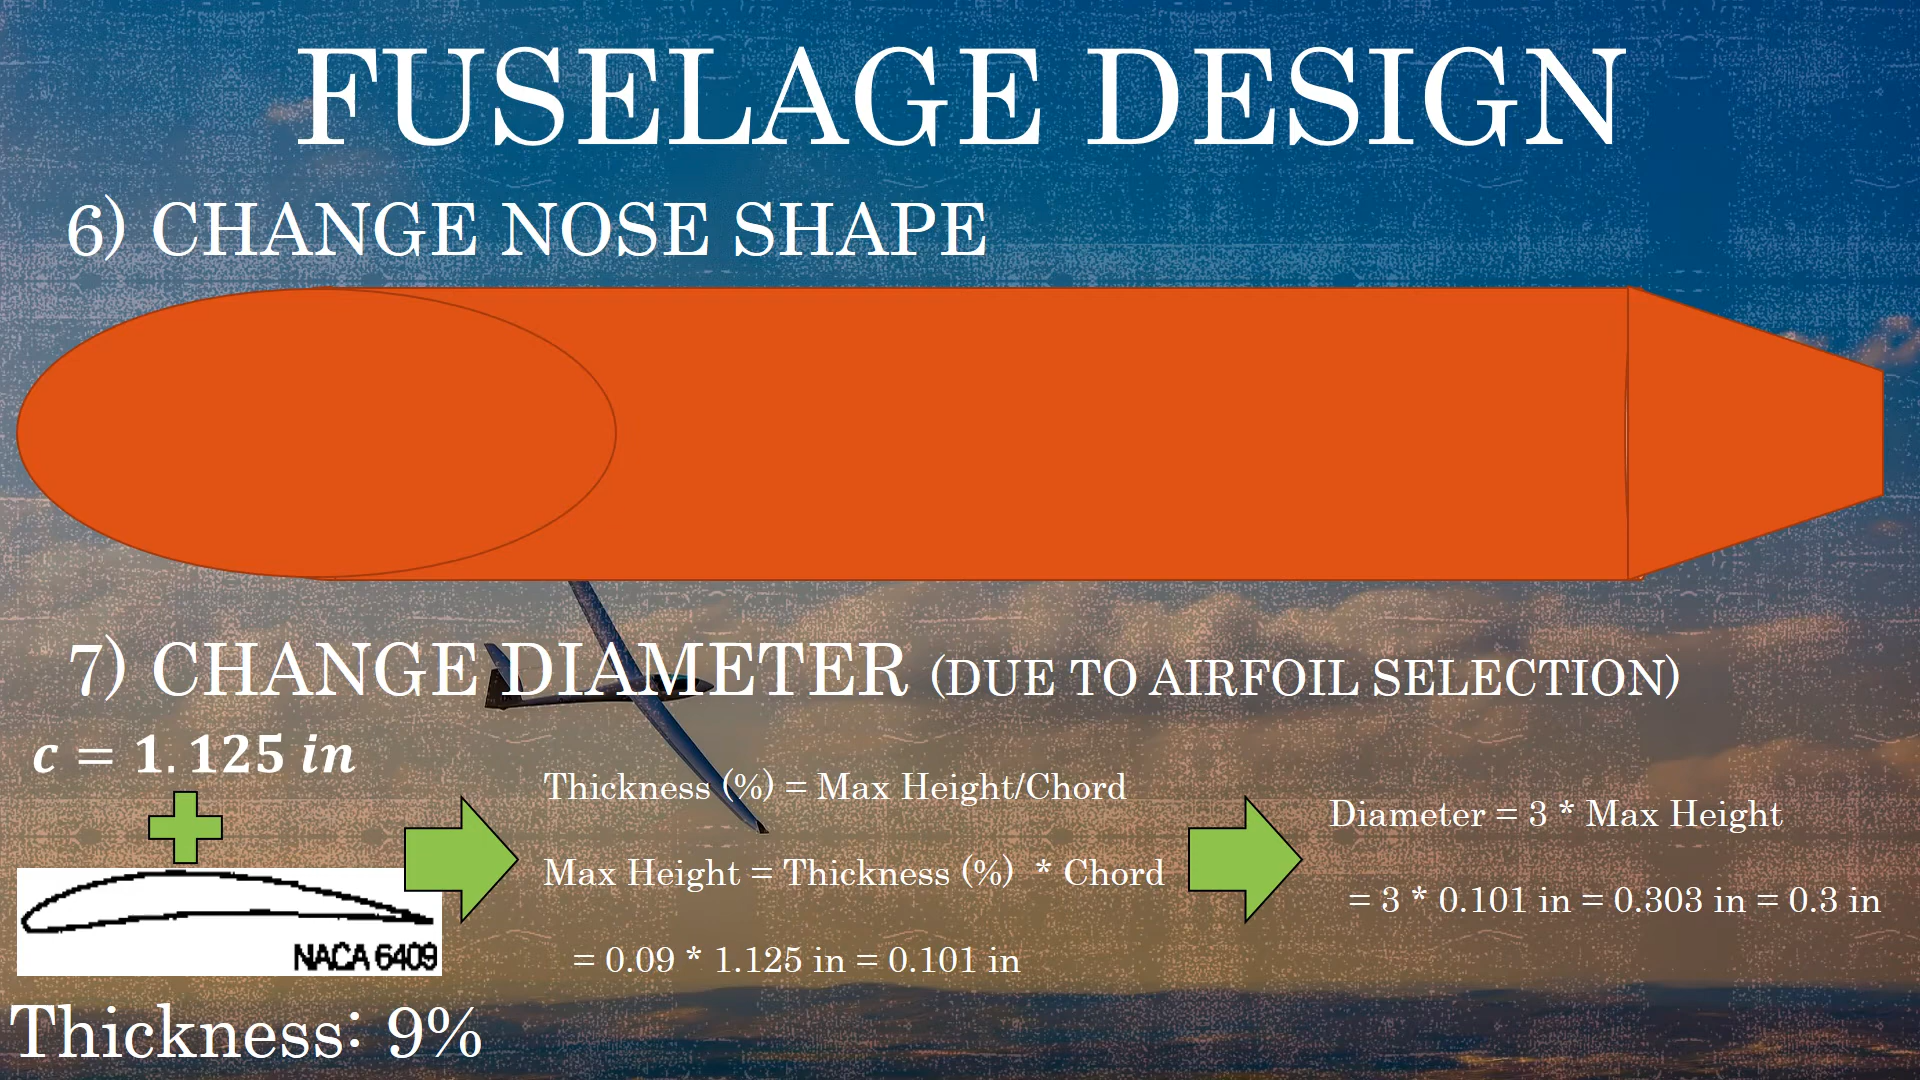 FUSELAGE DESIGN
6) CHANGE NOSE SHAPE
7) CHANGE DIAMETER (DUE TO AIRFOIL SELECTION)
c = 1.125 in
NACA 6409
Thickness: 9%
Thickness (%) = Max Height/Chord
Max Height = Thickness (%) * Chord
= 0.09 * 1.125 in = 0.101 in
Diameter = 3 * Max Height
= 3 * 0.101 in = 0.303 in = 0.3 in